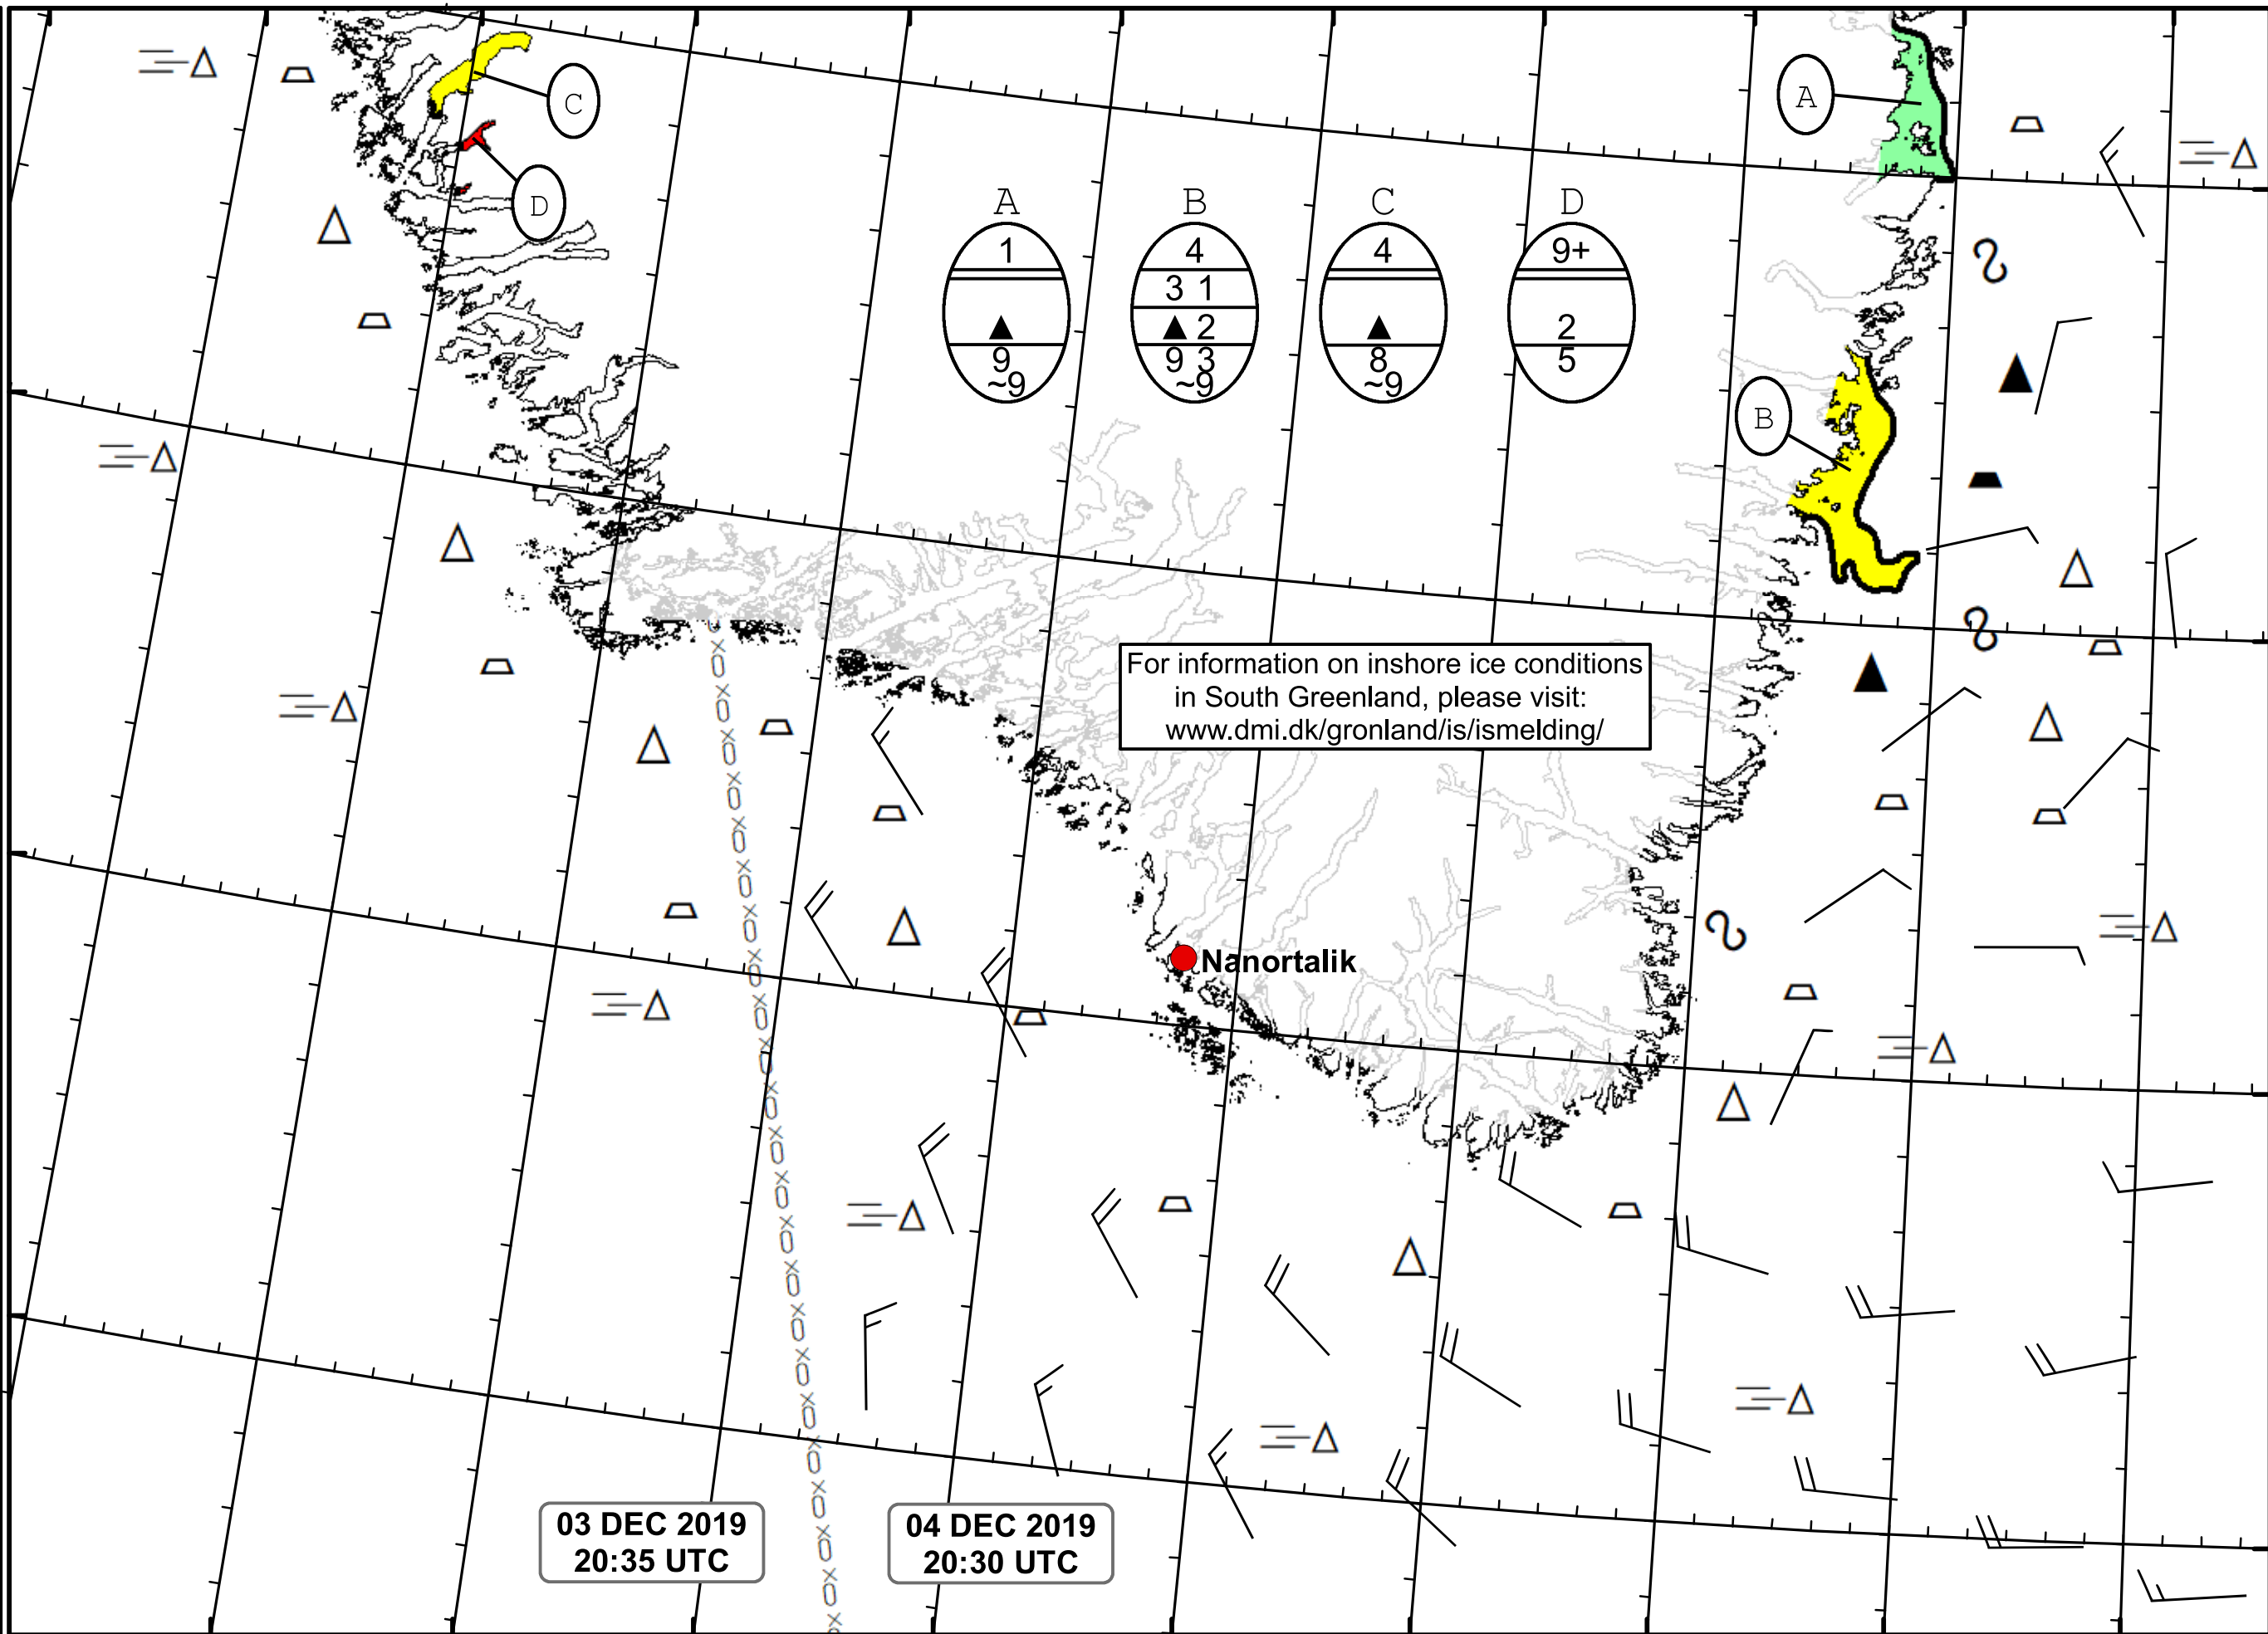 C
A
D
A B C D
1 4 4 9+
3 1
▲ ▲ 2 ▲ 2
9 9 3 8 5
~9 ~9 ~9
B
For information on inshore ice conditions
in South Greenland, please visit:
www.dmi.dk/gronland/is/ismelding/
Nanortalik
03 DEC 2019
20:35 UTC
04 DEC 2019
20:30 UTC